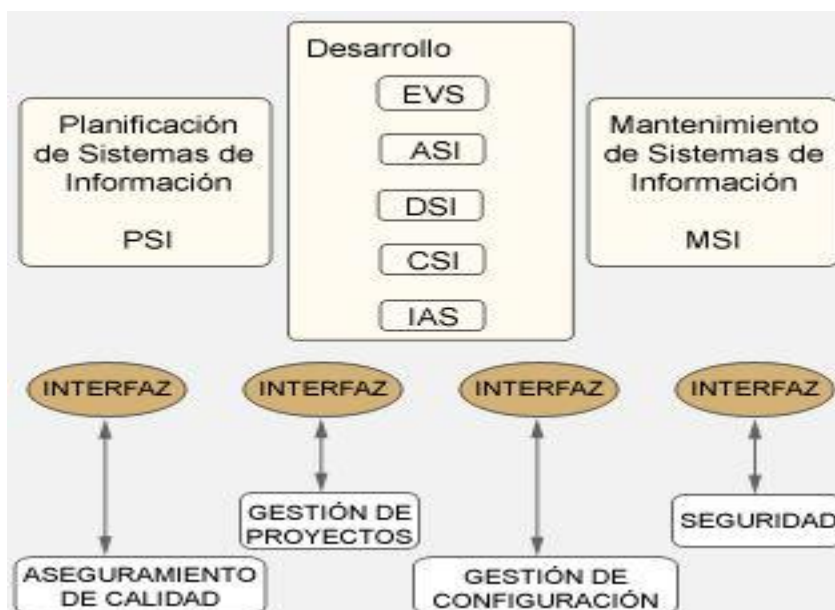 Desarrollo
EVS
ASI
DSI
CSI
IAS
Planificación
de Sistemas de
Información
PSI
Mantenimiento
de Sistemas de
Información
MSI
INTERFAZ
INTERFAZ
INTERFAZ
INTERFAZ
GESTIÓN DE
PROYECTOS
SEGURIDAD
ASEGURAMIENTO
DE CALIDAD
GESTIÓN DE
CONFIGURACIÓN